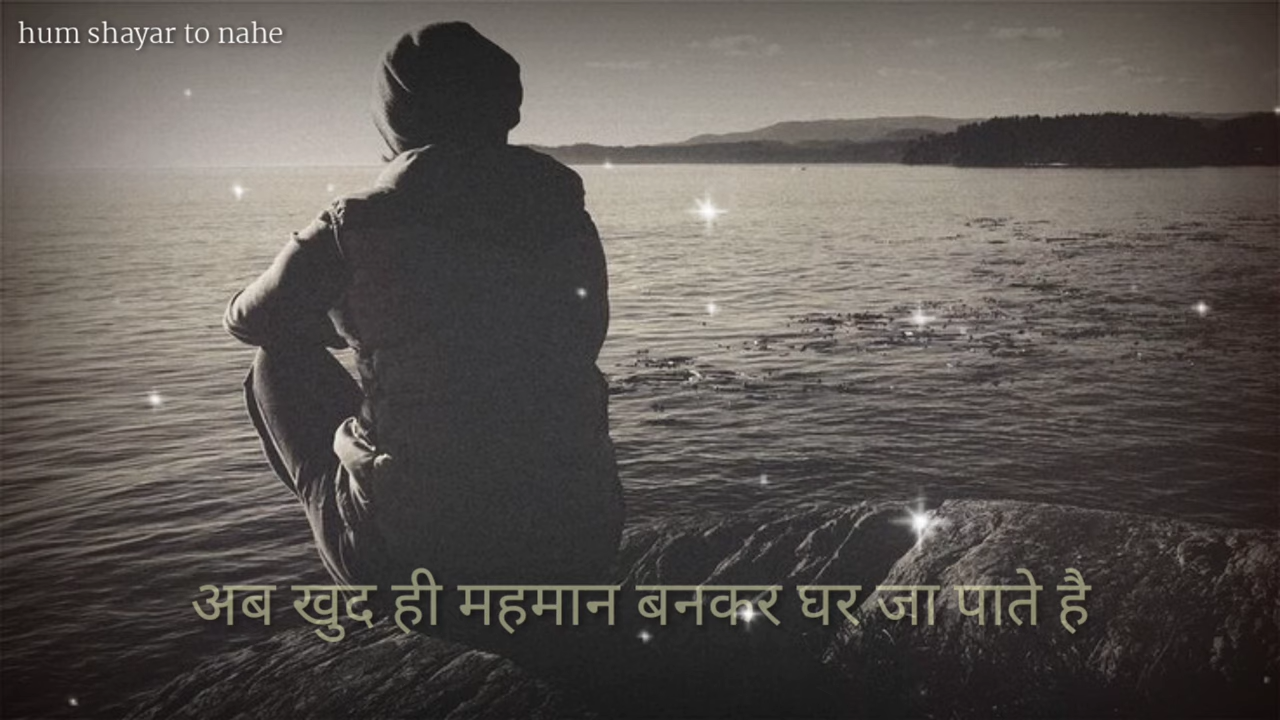 hum shayar to nahe
अब खुद ही महमान बनकर घर जा पाते है